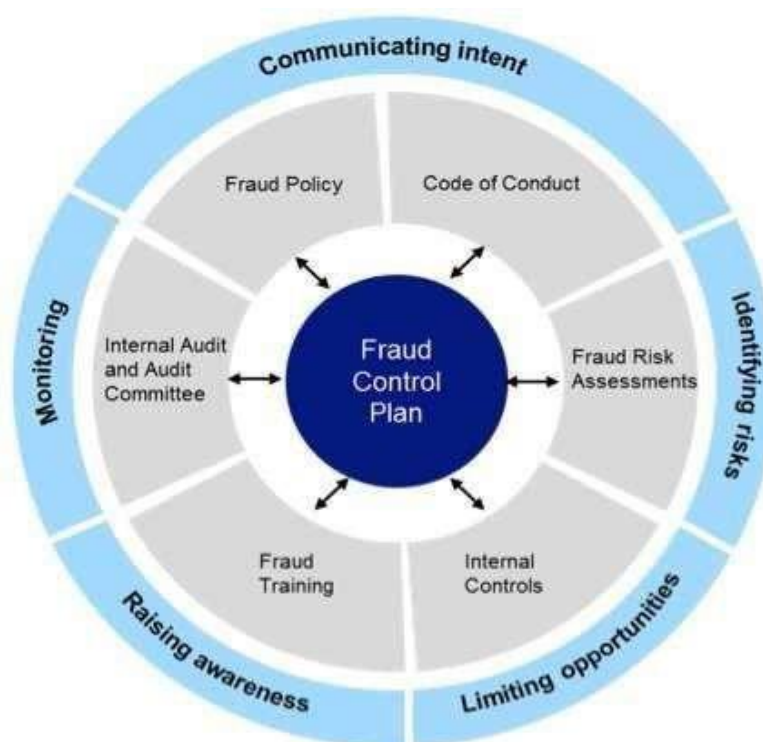 Communicating intent
Fraud Policy
Code of Conduct
Identifying risks
Fraud Risk
Assessments
Monitoring
Internal Audit
and Audit
Committee
Fraud
Control
Plan
Fraud
Training
Internal
Controls
Raising awareness
Limiting opportunities